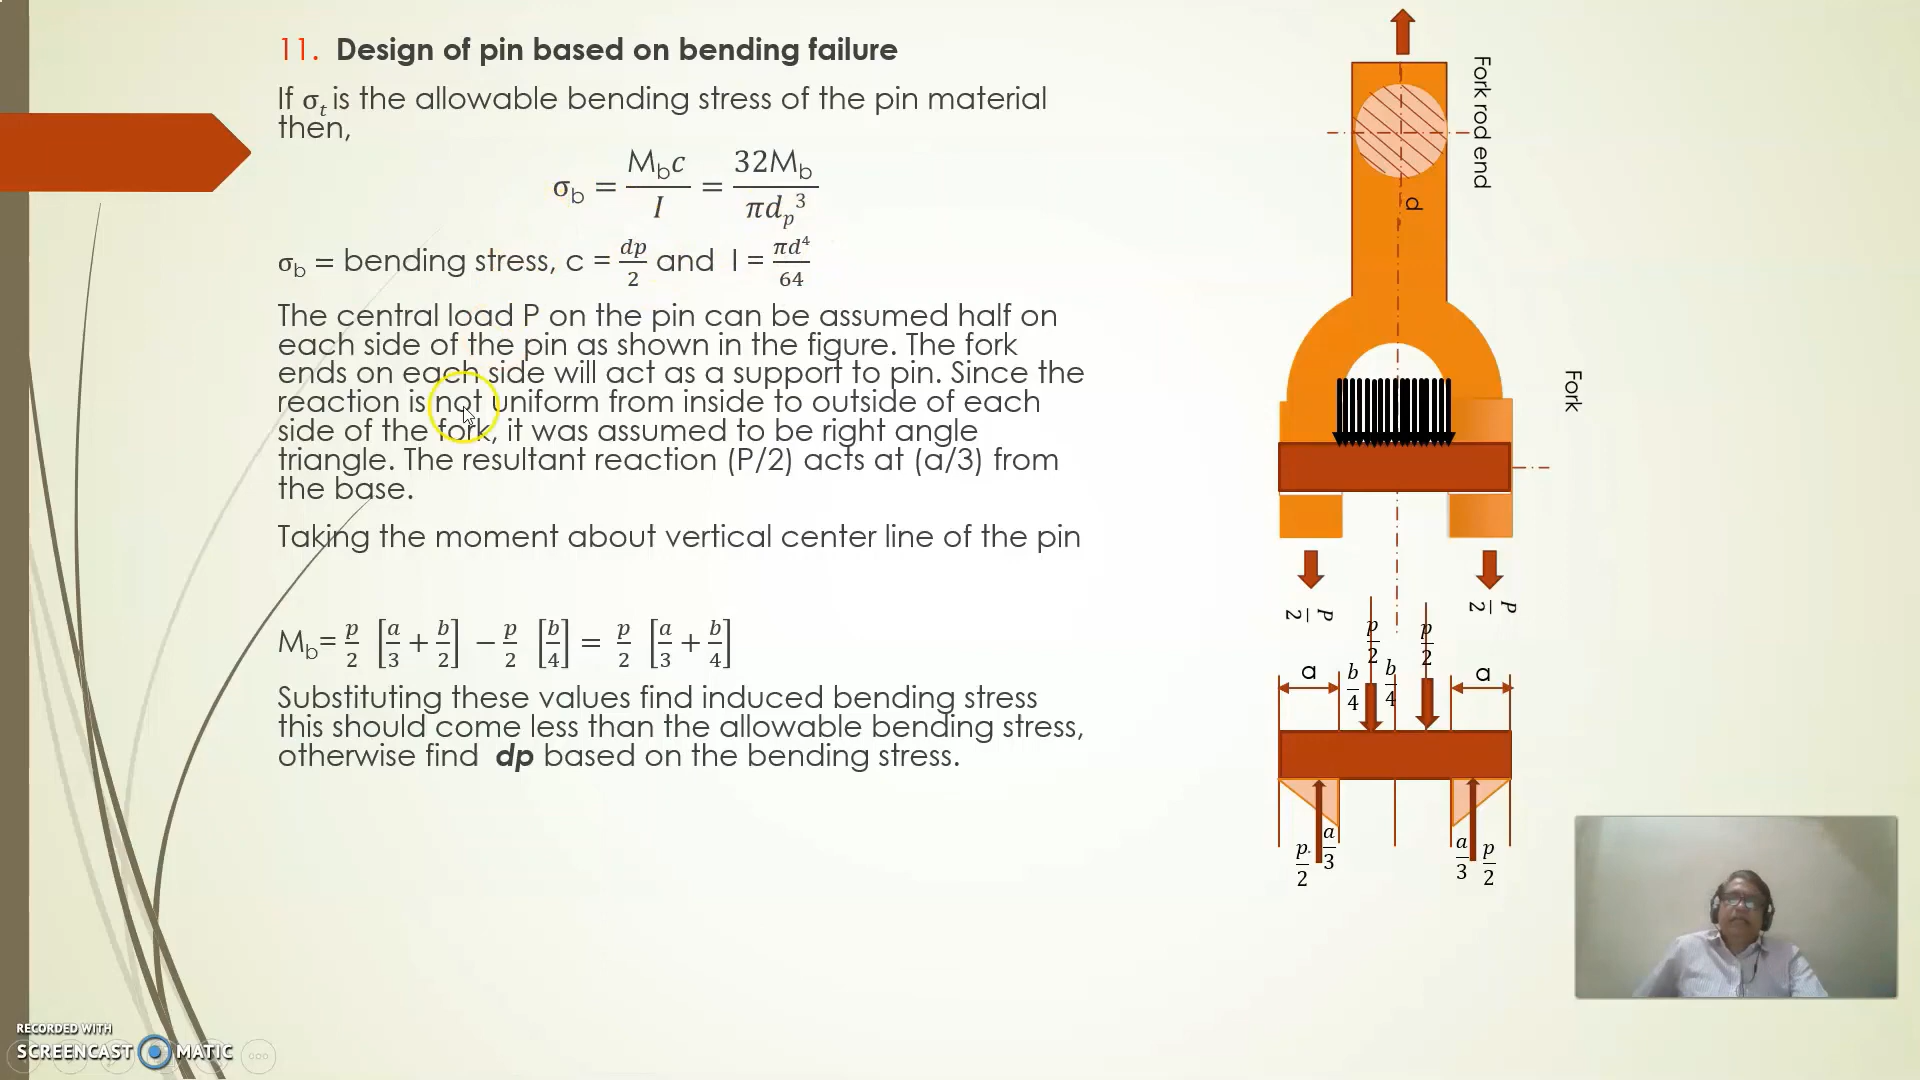 11. Design of pin based on bending failure
If σt is the allowable bending stress of the pin material
then,
σb = Mbc/I = 32Mb/πdp³
σb = bending stress, c = dp/2 and I = πd⁴/64
The central load P on the pin can be assumed half on
each side of the pin as shown in the figure. The fork
ends on each side will act as a support to pin. Since the
reaction is not uniform from inside to outside of each
side of the fork, it was assumed to be right angle
triangle. The resultant reaction (P/2) acts at (a/3) from
the base.
Taking the moment about vertical center line of the pin
Mb= p/2 [a/3 + b/2] − p/2 [b/4] = p/2 [a/3 + b/4]
Substituting these values find induced bending stress
this should come less than the allowable bending stress,
otherwise find dp based on the bending stress.
Fork rod end
d
Fork
P/2
P/2
p/2
p/2
a
b/4
b/4
a
p/2
a/3
a/3
p/2
RECORDED WITH
SCREENCAST MATIC